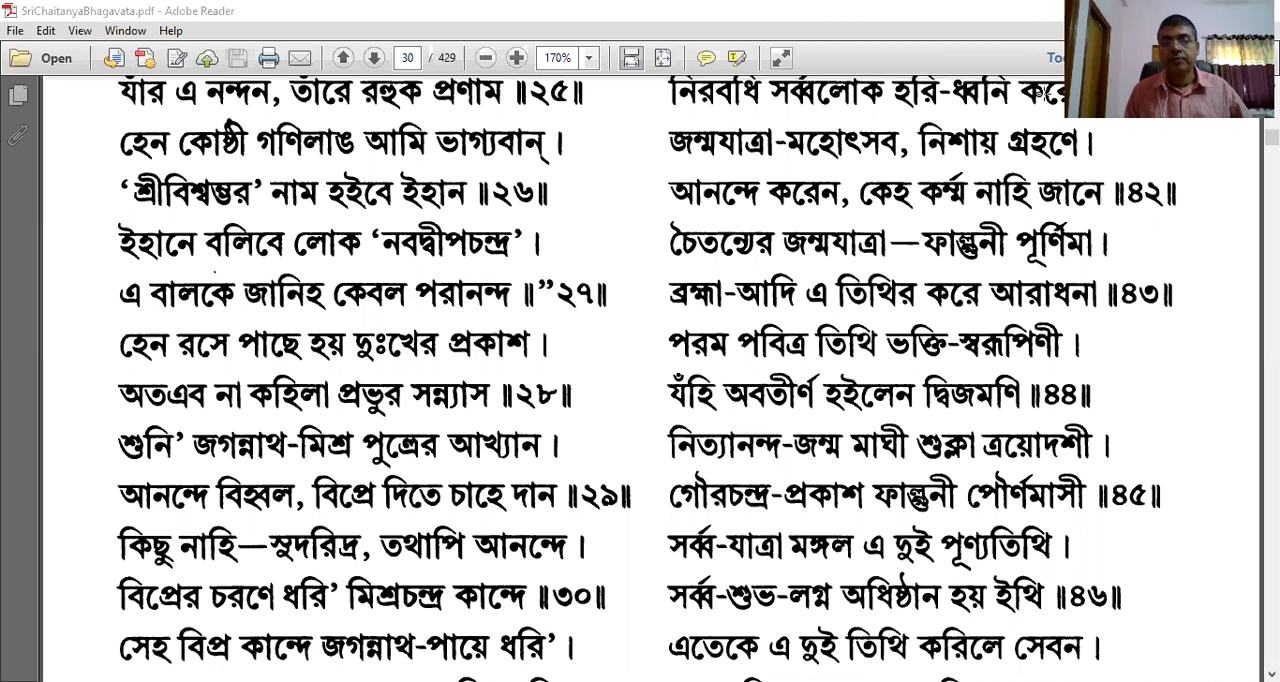 SriChaitanyaBhagavata.pdf - Adobe Reader
File Edit View Window Help
Open 30 / 429 170%
যাঁর এ নন্দন, তাঁরে রহুক প্রণাম ॥২৫॥
হেন কোষ্ঠী গণিলাঙ আমি ভাগ্যবান্ ।
‘শ্রীবিশ্বম্ভর’ নাম হইবে ইহান ॥২৬॥
ইহানে বলিবে লোক ‘নবদ্বীপচন্দ্র’ ।
এ বালকে জানিহ কেবল পরানন্দ ॥”২৭॥
হেন রসে পাছে হয় দুঃখের প্রকাশ ।
অতএব না কহিলা প্রভুর সন্ন্যাস ॥২৮॥
শুনি’ জগন্নাথ-মিশ্র পুত্রের আখ্যান ।
আনন্দে বিহ্বল, বিপ্রে দিতে চাহে দান ॥২৯॥
কিছু নাহি—সুদরিদ্র, তথাপি আনন্দে ।
বিপ্রের চরণে ধরি’ মিশ্রচন্দ্র কান্দে ॥৩০॥
সেহ বিপ্র কান্দে জগন্নাথ-পায়ে ধরি’ ।
নিরবধি সর্ব্বলোক হরি-ধ্বনি করে
জন্মযাত্রা-মহোৎসব, নিশায় গ্রহণে ।
আনন্দে করেন, কেহ কর্ম্ম নাহি জানে ॥৪২॥
চৈতন্যের জন্মযাত্রা—ফাল্গুনী পূর্ণিমা ।
ব্রহ্মা-আদি এ তিথির করে আরাধনা ॥৪৩॥
পরম পবিত্র তিথি ভক্তি-স্বরূপিণী ।
যঁহি অবতীর্ণ হইলেন দ্বিজমণি ॥৪৪॥
নিত্যানন্দ-জন্ম মাঘী শুক্লা ত্রয়োদশী ।
গৌরচন্দ্র-প্রকাশ ফাল্গুনী পৌর্ণমাসী ॥৪৫॥
সর্ব্ব-যাত্রা মঙ্গল এ দুই পূণ্যতিথি ।
সর্ব্ব-শুভ-লগ্ন অধিষ্ঠান হয় ইথি ॥৪৬॥
এতেকে এ দুই তিথি করিলে সেবন ।